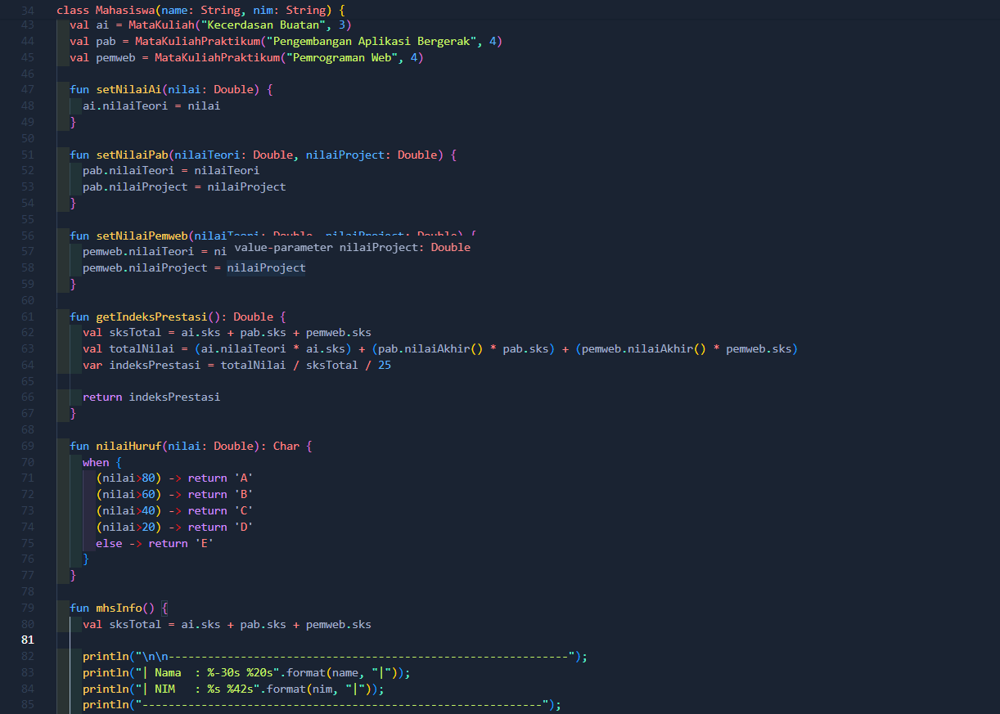 34 class Mahasiswa(name: String, nim: String) {
43 val ai = MataKuliah("Kecerdasan Buatan", 3)
44 val pab = MataKuliahPraktikum("Pengembangan Aplikasi Bergerak", 4)
45 val pemweb = MataKuliahPraktikum("Pemrograman Web", 4)
46
47 fun setNilaiAi(nilai: Double) {
48 ai.nilaiTeori = nilai
49 }
50
51 fun setNilaiPab(nilaiTeori: Double, nilaiProject: Double) {
52 pab.nilaiTeori = nilaiTeori
53 pab.nilaiProject = nilaiProject
54 }
55
56 fun setNilaiPemweb(nilaiTeori: Double, nilaiProject: Double) {
value-parameter nilaiProject: Double
57 pemweb.nilaiTeori = ni
58 pemweb.nilaiProject = nilaiProject
59 }
60
61 fun getIndeksPrestasi(): Double {
62 val sksTotal = ai.sks + pab.sks + pemweb.sks
63 val totalNilai = (ai.nilaiTeori * ai.sks) + (pab.nilaiAkhir() * pab.sks) + (pemweb.nilaiAkhir() * pemweb.sks)
64 var indeksPrestasi = totalNilai / sksTotal / 25
65
66 return indeksPrestasi
67 }
68
69 fun nilaiHuruf(nilai: Double): Char {
70 when {
71 (nilai>80) -> return 'A'
72 (nilai>60) -> return 'B'
73 (nilai>40) -> return 'C'
74 (nilai>20) -> return 'D'
75 else -> return 'E'
76 }
77 }
78
79 fun mhsInfo() {
80 val sksTotal = ai.sks + pab.sks + pemweb.sks
81
82 println("\n\n-------------------------------------------------------------");
83 println("| Nama  : %-30s %20s".format(name, "|"));
84 println("| NIM   : %s %42s".format(nim, "|"));
85 println("-------------------------------------------------------------");